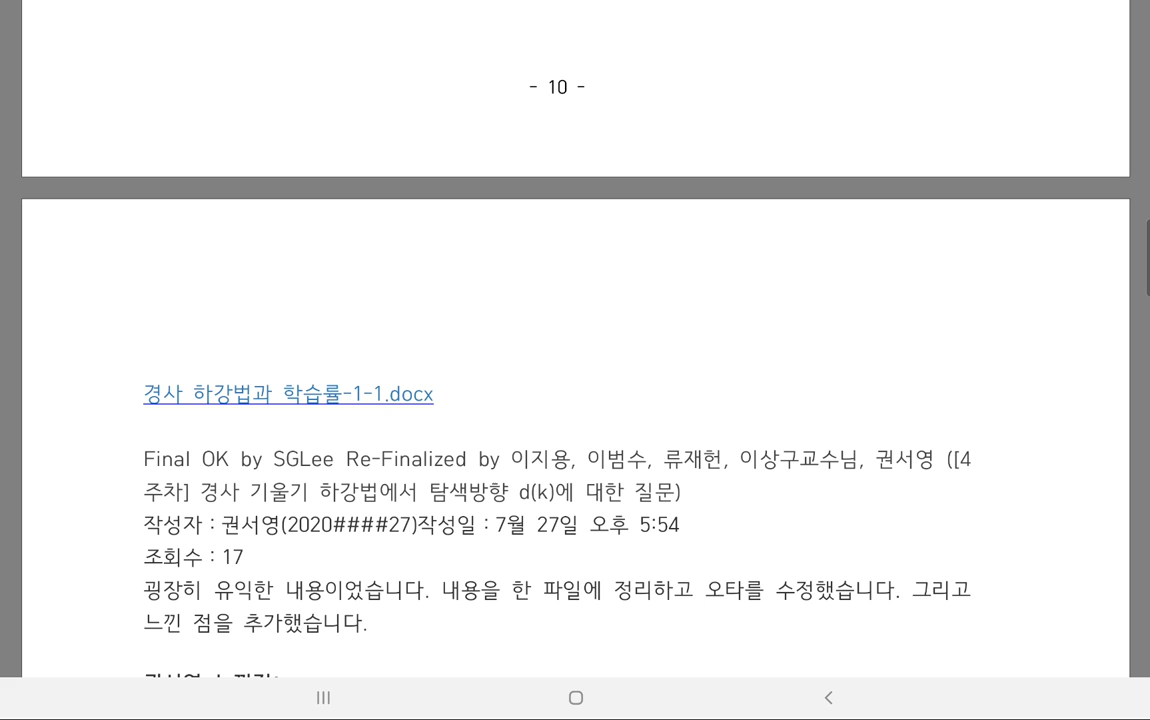 - 10 -
경사 하강법과 학습률-1-1.docx
Final OK by SGLee Re-Finalized by 이지용, 이범수, 류재헌, 이상구교수님, 권서영 ([4
주차] 경사 기울기 하강법에서 탐색방향 d(k)에 대한 질문)
작성자 : 권서영(2020####27)작성일 : 7월 27일 오후 5:54
조회수 : 17
굉장히 유익한 내용이었습니다. 내용을 한 파일에 정리하고 오타를 수정했습니다. 그리고
느낀 점을 추가했습니다.